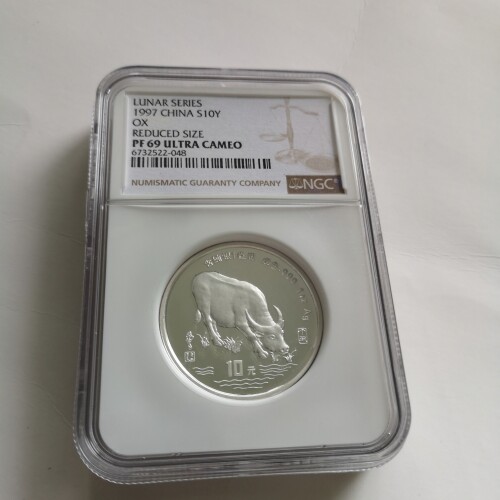 LUNAR SERIES
1997 CHINA S10Y
OX
REDUCED SIZE
PF 69 ULTRA CAMEO
6732522-048
NUMISMATIC GUARANTY COMPANY
NGC
10元